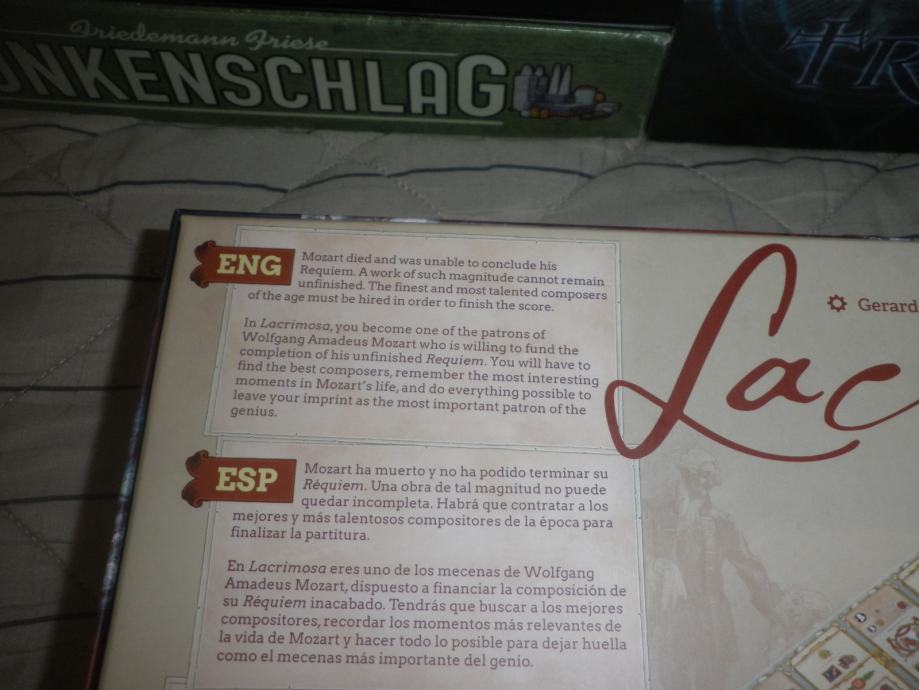 Friedemann Friese
NKENSCHLAG
ENG
Mozart died and was unable to conclude his
Requiem. A work of such magnitude cannot remain
unfinished. The finest and most talented composers
of the age must be hired in order to finish the score.
In Lacrimosa, you become one of the patrons of
Wolfgang Amadeus Mozart who is willing to fund the
completion of his unfinished Requiem. You will have to
find the best composers, remember the most interesting
moments in Mozart's life, and do everything possible to
leave your imprint as the most important patron of the
genius.
Gerard
Lac
ESP
Mozart ha muerto y no ha podido terminar su
Réquiem. Una obra de tal magnitud no puede
quedar incompleta. Habrá que contratar a los
mejores y más talentosos compositores de la época para
finalizar la partitura.
En Lacrimosa eres uno de los mecenas de Wolfgang
Amadeus Mozart, dispuesto a financiar la composición de
su Réquiem inacabado. Tendrás que buscar a los mejores
compositores, recordar los momentos más relevantes de
la vida de Mozart y hacer todo lo posible para dejar huella
como el mecenas más importante del genio.